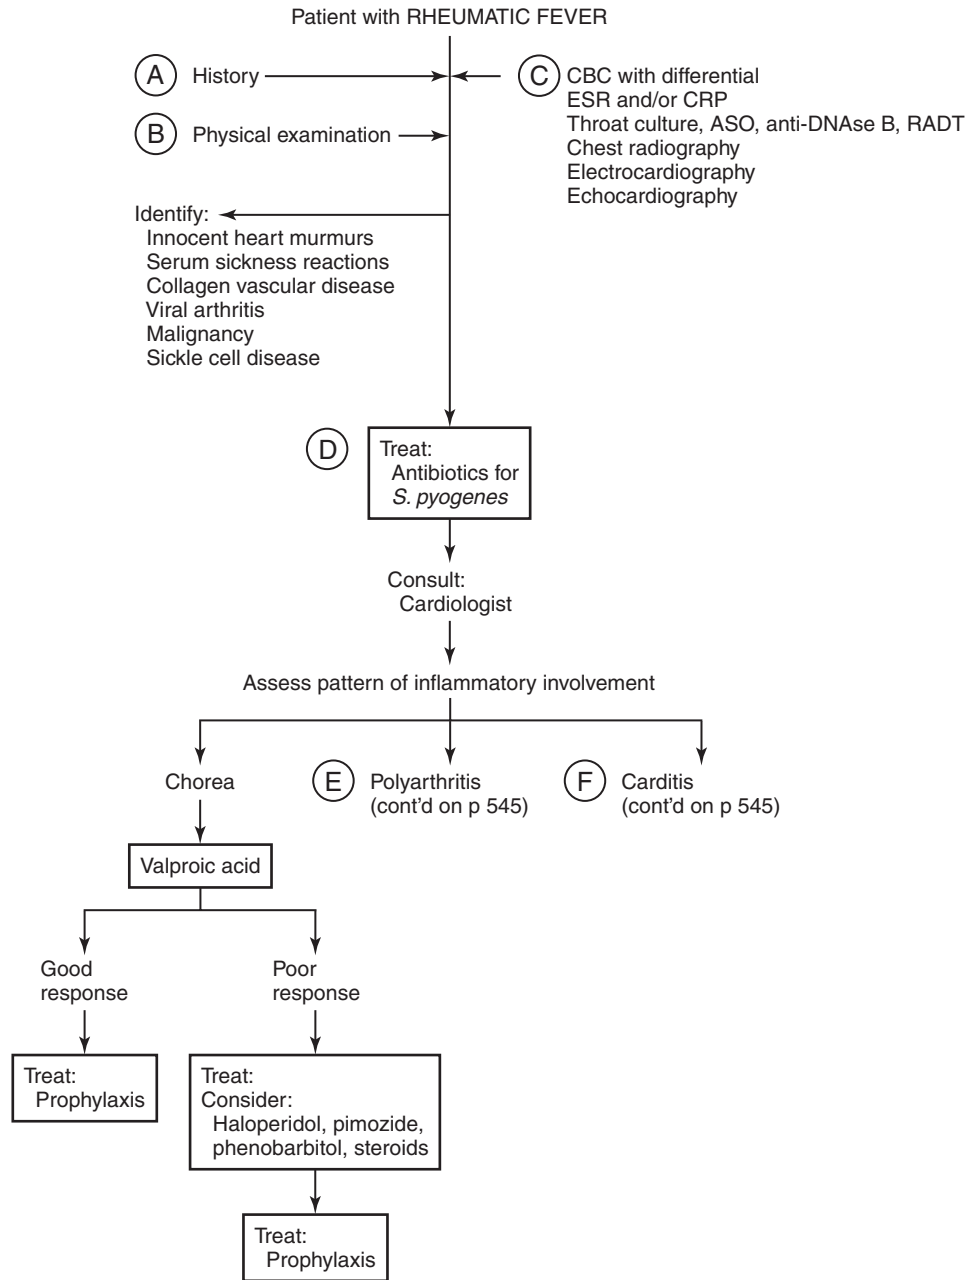 Patient with RHEUMATIC FEVER
A
History
C
CBC with differential
ESR and/or CRP
Throat culture, ASO, anti-DNAse B, RADT
Chest radiography
Electrocardiography
Echocardiography
B
Physical examination
Identify:
Innocent heart murmurs
Serum sickness reactions
Collagen vascular disease
Viral arthritis
Malignancy
Sickle cell disease
D
Treat:
Antibiotics for
S. pyogenes
Consult:
Cardiologist
Assess pattern of inflammatory involvement
Chorea
E
Polyarthritis
(cont'd on p 545)
F
Carditis
(cont'd on p 545)
Valproic acid
Good
response
Poor
response
Treat:
Prophylaxis
Treat:
Consider:
Haloperidol, pimozide,
phenobarbitol, steroids
Treat:
Prophylaxis